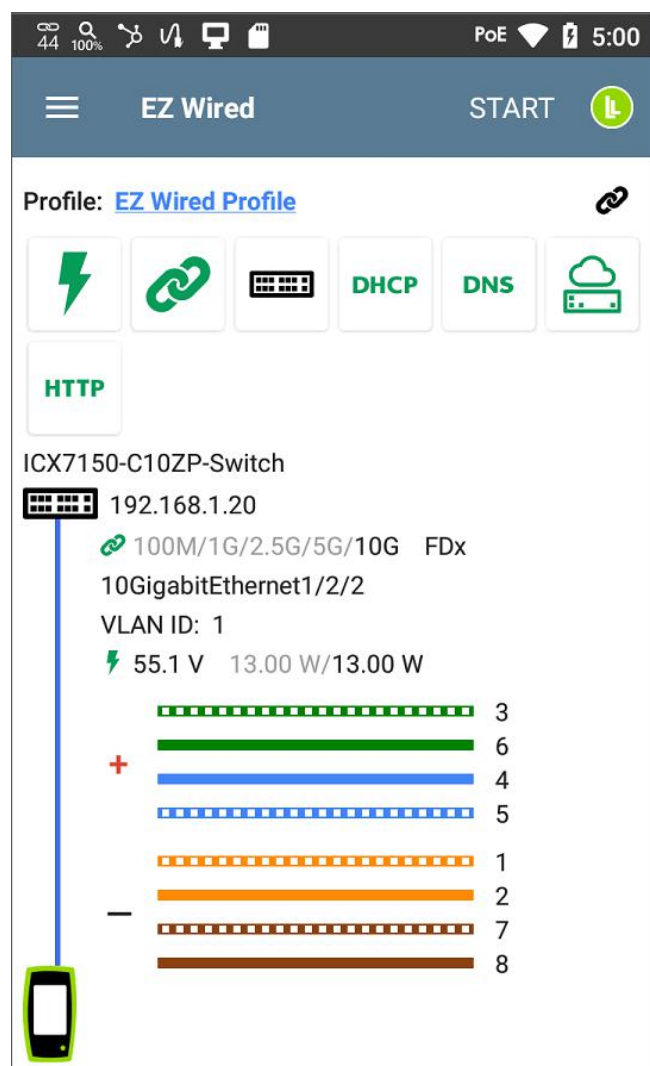 44 100% PoE 5:00
EZ Wired START
Profile: EZ Wired Profile
DHCP DNS
HTTP
ICX7150-C10ZP-Switch
192.168.1.20
100M/1G/2.5G/5G/10G FDx
10GigabitEthernet1/2/2
VLAN ID: 1
55.1 V 13.00 W/13.00 W
3
6
+
4
5
1
2
—
7
8